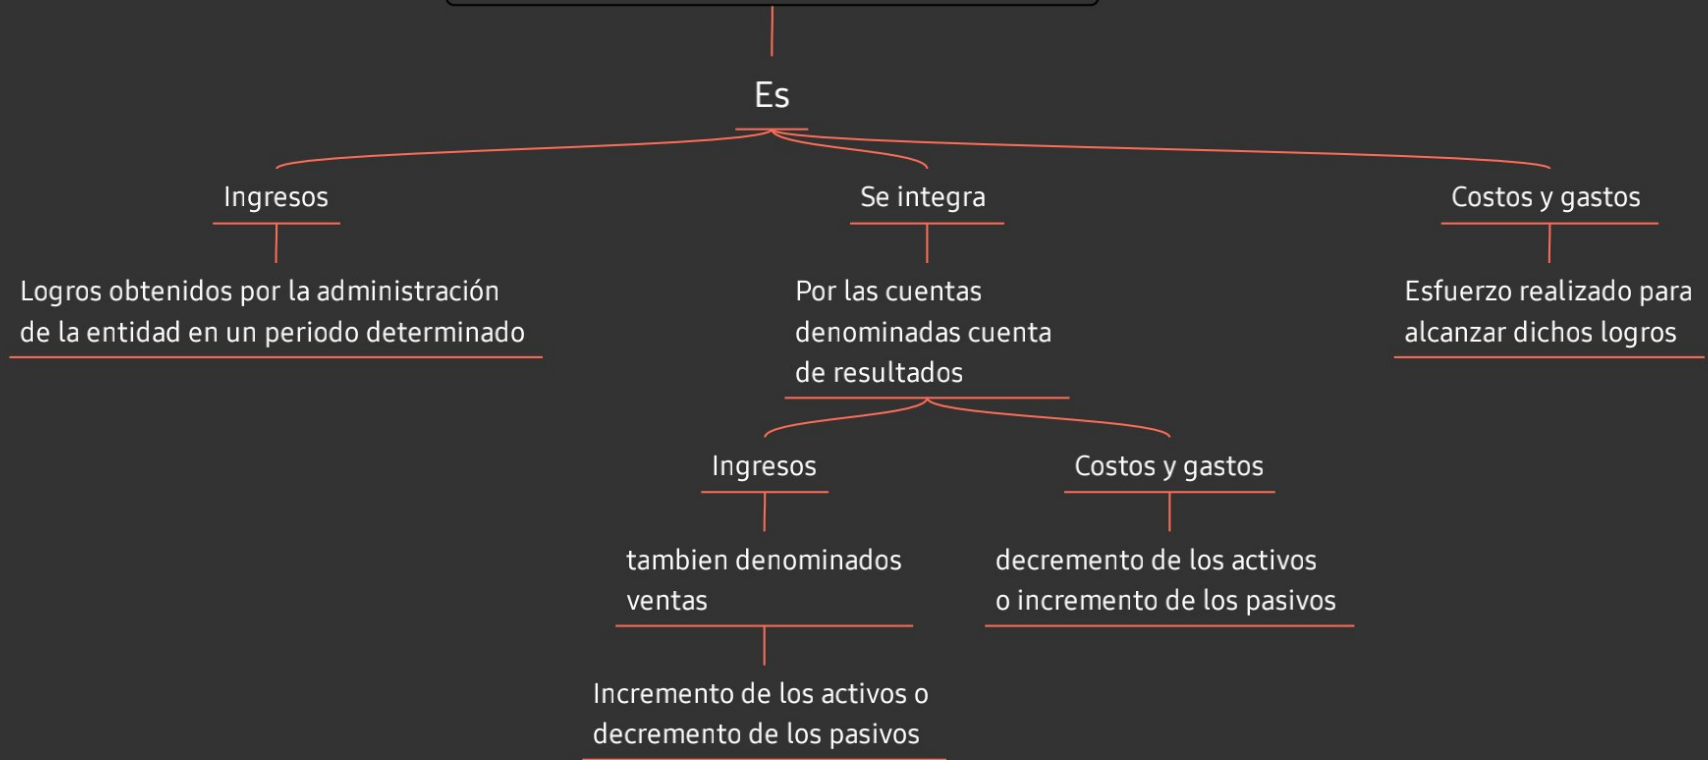 Es
Ingresos
Se integra
Costos y gastos
Logros obtenidos por la administración
de la entidad en un periodo determinado
Por las cuentas
denominadas cuenta
de resultados
Esfuerzo realizado para
alcanzar dichos logros
Ingresos
Costos y gastos
tambien denominados
ventas
decremento de los activos
o incremento de los pasivos
Incremento de los activos o
decremento de los pasivos